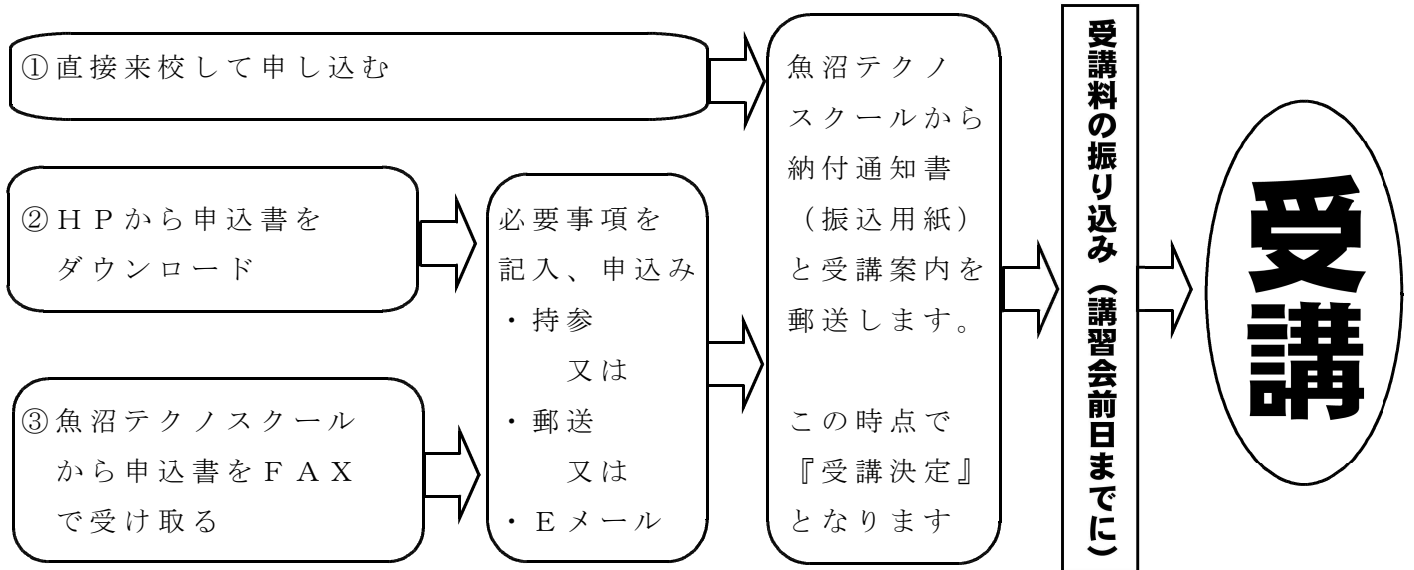 ①直接来校して申し込む
②ＨＰから申込書を
ダウンロード
③魚沼テクノスクール
から申込書をＦＡＸ
で受け取る
必要事項を
記入、申込み
・持参
又は
・郵送
又は
・Ｅメール
魚沼テクノ
スクールから
納付通知書
（振込用紙）
と受講案内を
郵送します。
この時点で
『受講決定』
となります
受講料の振り込み（講習会前日までに）
受講